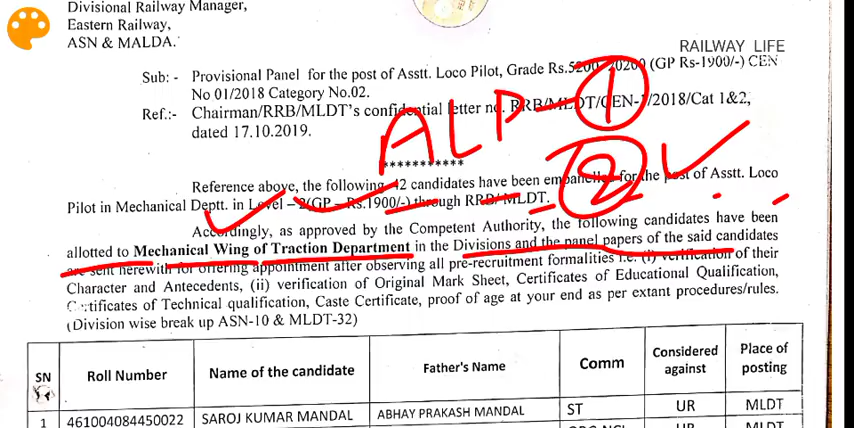 Divisional Railway Manager,
Eastern Railway,
ASN & MALDA.
RAILWAY LIFE
Sub: - Provisional Panel for the post of Asstt. Loco Pilot, Grade Rs.5200-20200 (GP Rs-1900/-) CEN
No 01/2018 Category No.02.
Ref.:- Chairman/RRB/MLDT's confidential letter no. RRB/MLDT/CEN-1/2018/Cat 1&2,
dated 17.10.2019.
ALP-1
2
***********
Reference above, the following 42 candidates have been empanelled for the post of Asstt. Loco
Pilot in Mechanical Deptt. in Level – 2(GP – Rs.1900/-) through RRB/MLDT.
Accordingly, as approved by the Competent Authority, the following candidates have been
allotted to Mechanical Wing of Traction Department in the Divisions and the panel papers of the said candidates
are sent herewith for offering appointment after observing all pre-recruitment formalities i.e. (i) verification of their
Character and Antecedents, (ii) verification of Original Mark Sheet, Certificates of Educational Qualification,
Certificates of Technical qualification, Caste Certificate, proof of age at your end as per extant procedures/rules.
(Division wise break up ASN-10 & MLDT-32)
SN Roll Number Name of the candidate Father's Name Comm Considered against Place of posting
1 461004084450022 SAROJ KUMAR MANDAL ABHAY PRAKASH MANDAL ST UR MLDT